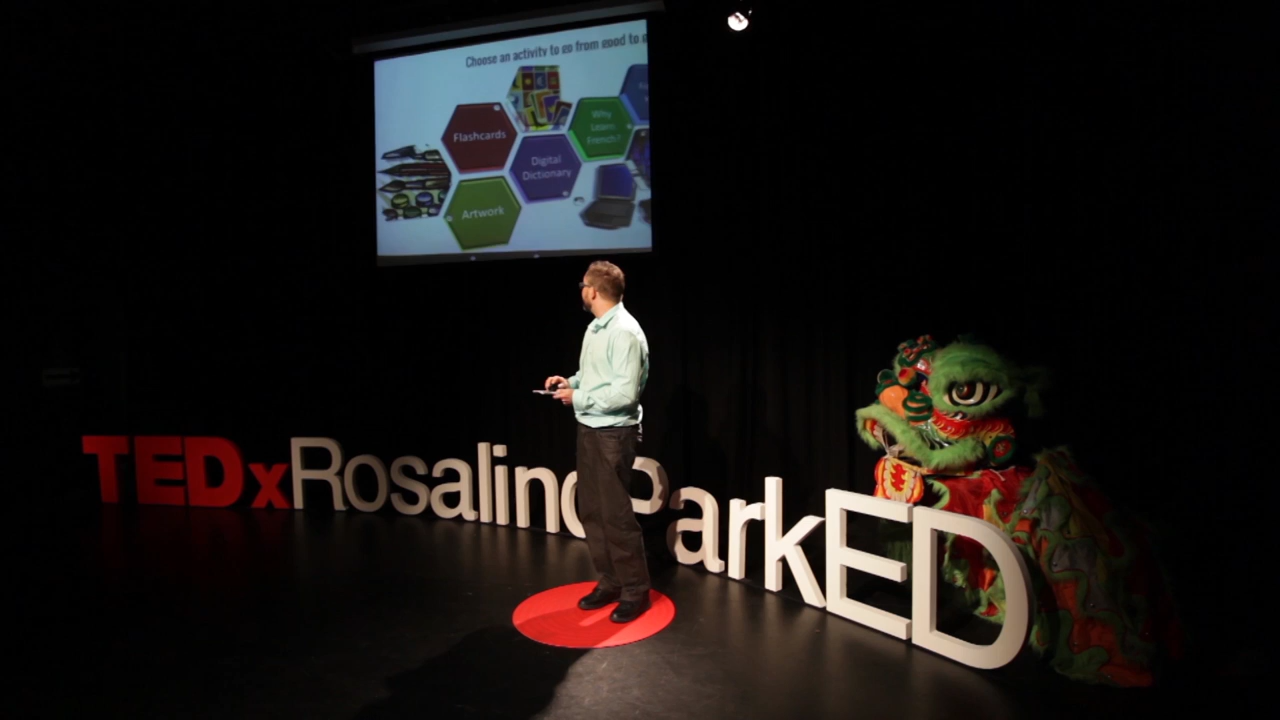 Choose an activity to go from good to
Flashcards
Why
Learn
French?
Digital
Dictionary
Artwork
TEDxRosalindParkED